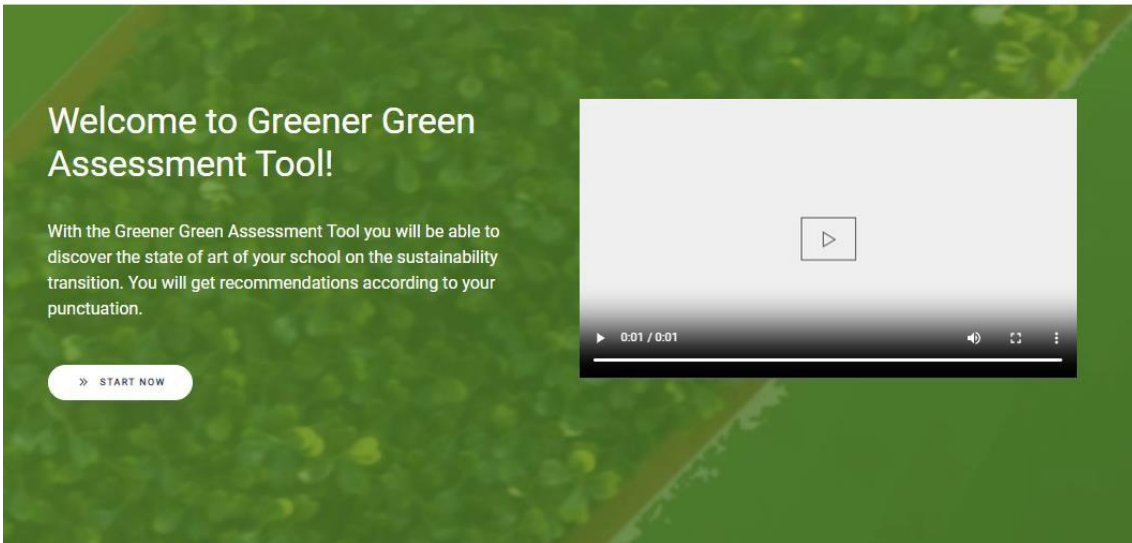 Welcome to Greener Green
Assessment Tool!
With the Greener Green Assessment Tool you will be able to
discover the state of art of your school on the sustainability
transition. You will get recommendations according to your
punctuation.
» START NOW
0:01 / 0:01